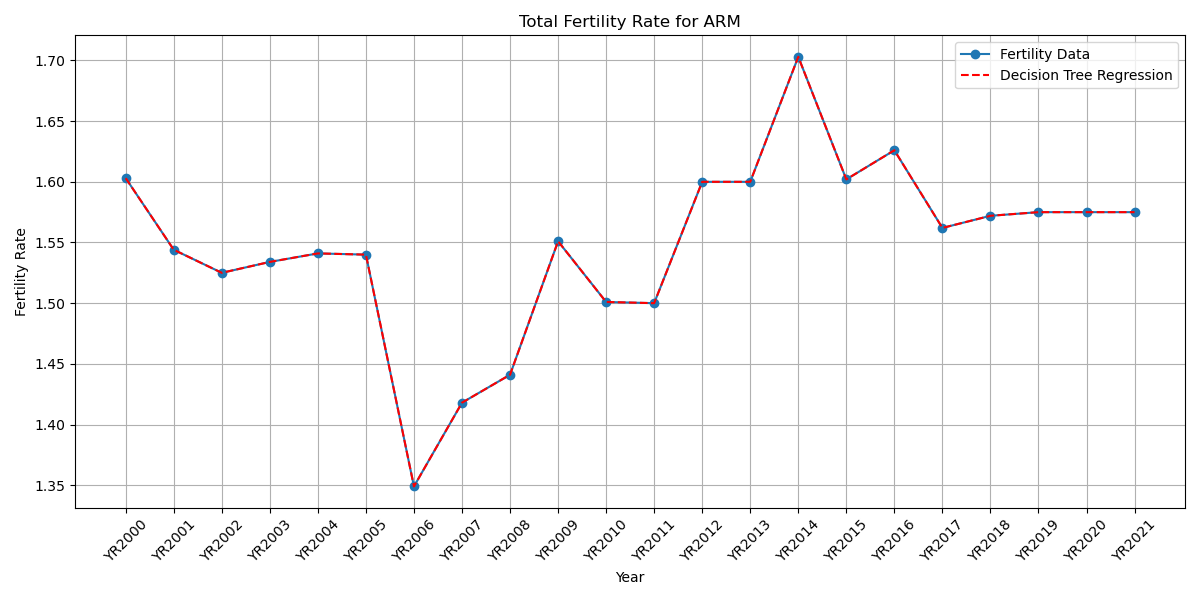 Total Fertility Rate for ARM
Fertility Data
Decision Tree Regression
Fertility Rate
1.70
1.65
1.60
1.55
1.50
1.45
1.40
1.35
YR2000
YR2001
YR2002
YR2003
YR2004
YR2005
YR2006
YR2007
YR2008
YR2009
YR2010
YR2011
YR2012
YR2013
YR2014
YR2015
YR2016
YR2017
YR2018
YR2019
YR2020
YR2021
Year